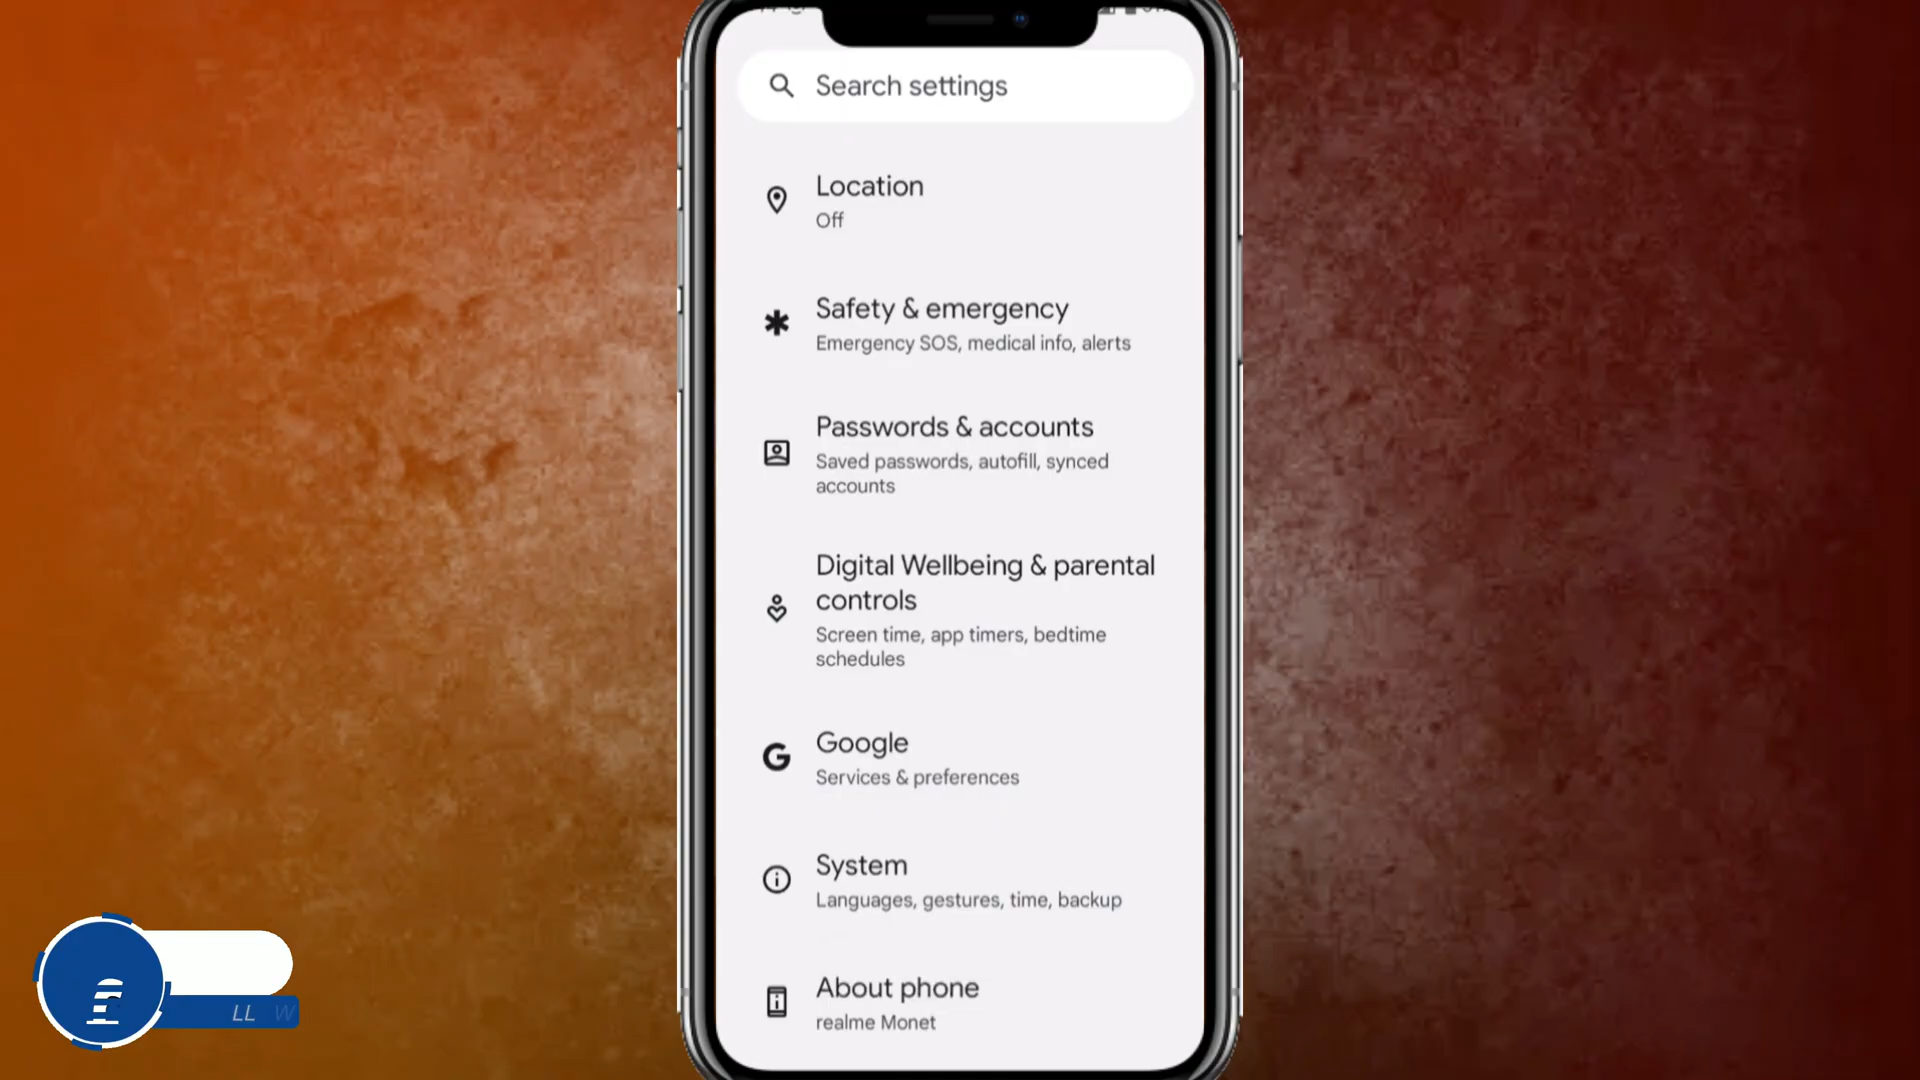 Search settings
Location
Off
Safety & emergency
Emergency SOS, medical info, alerts
Passwords & accounts
Saved passwords, autofill, synced
accounts
Digital Wellbeing & parental
controls
Screen time, app timers, bedtime
schedules
Google
Services & preferences
System
Languages, gestures, time, backup
About phone
realme Monet
LL W